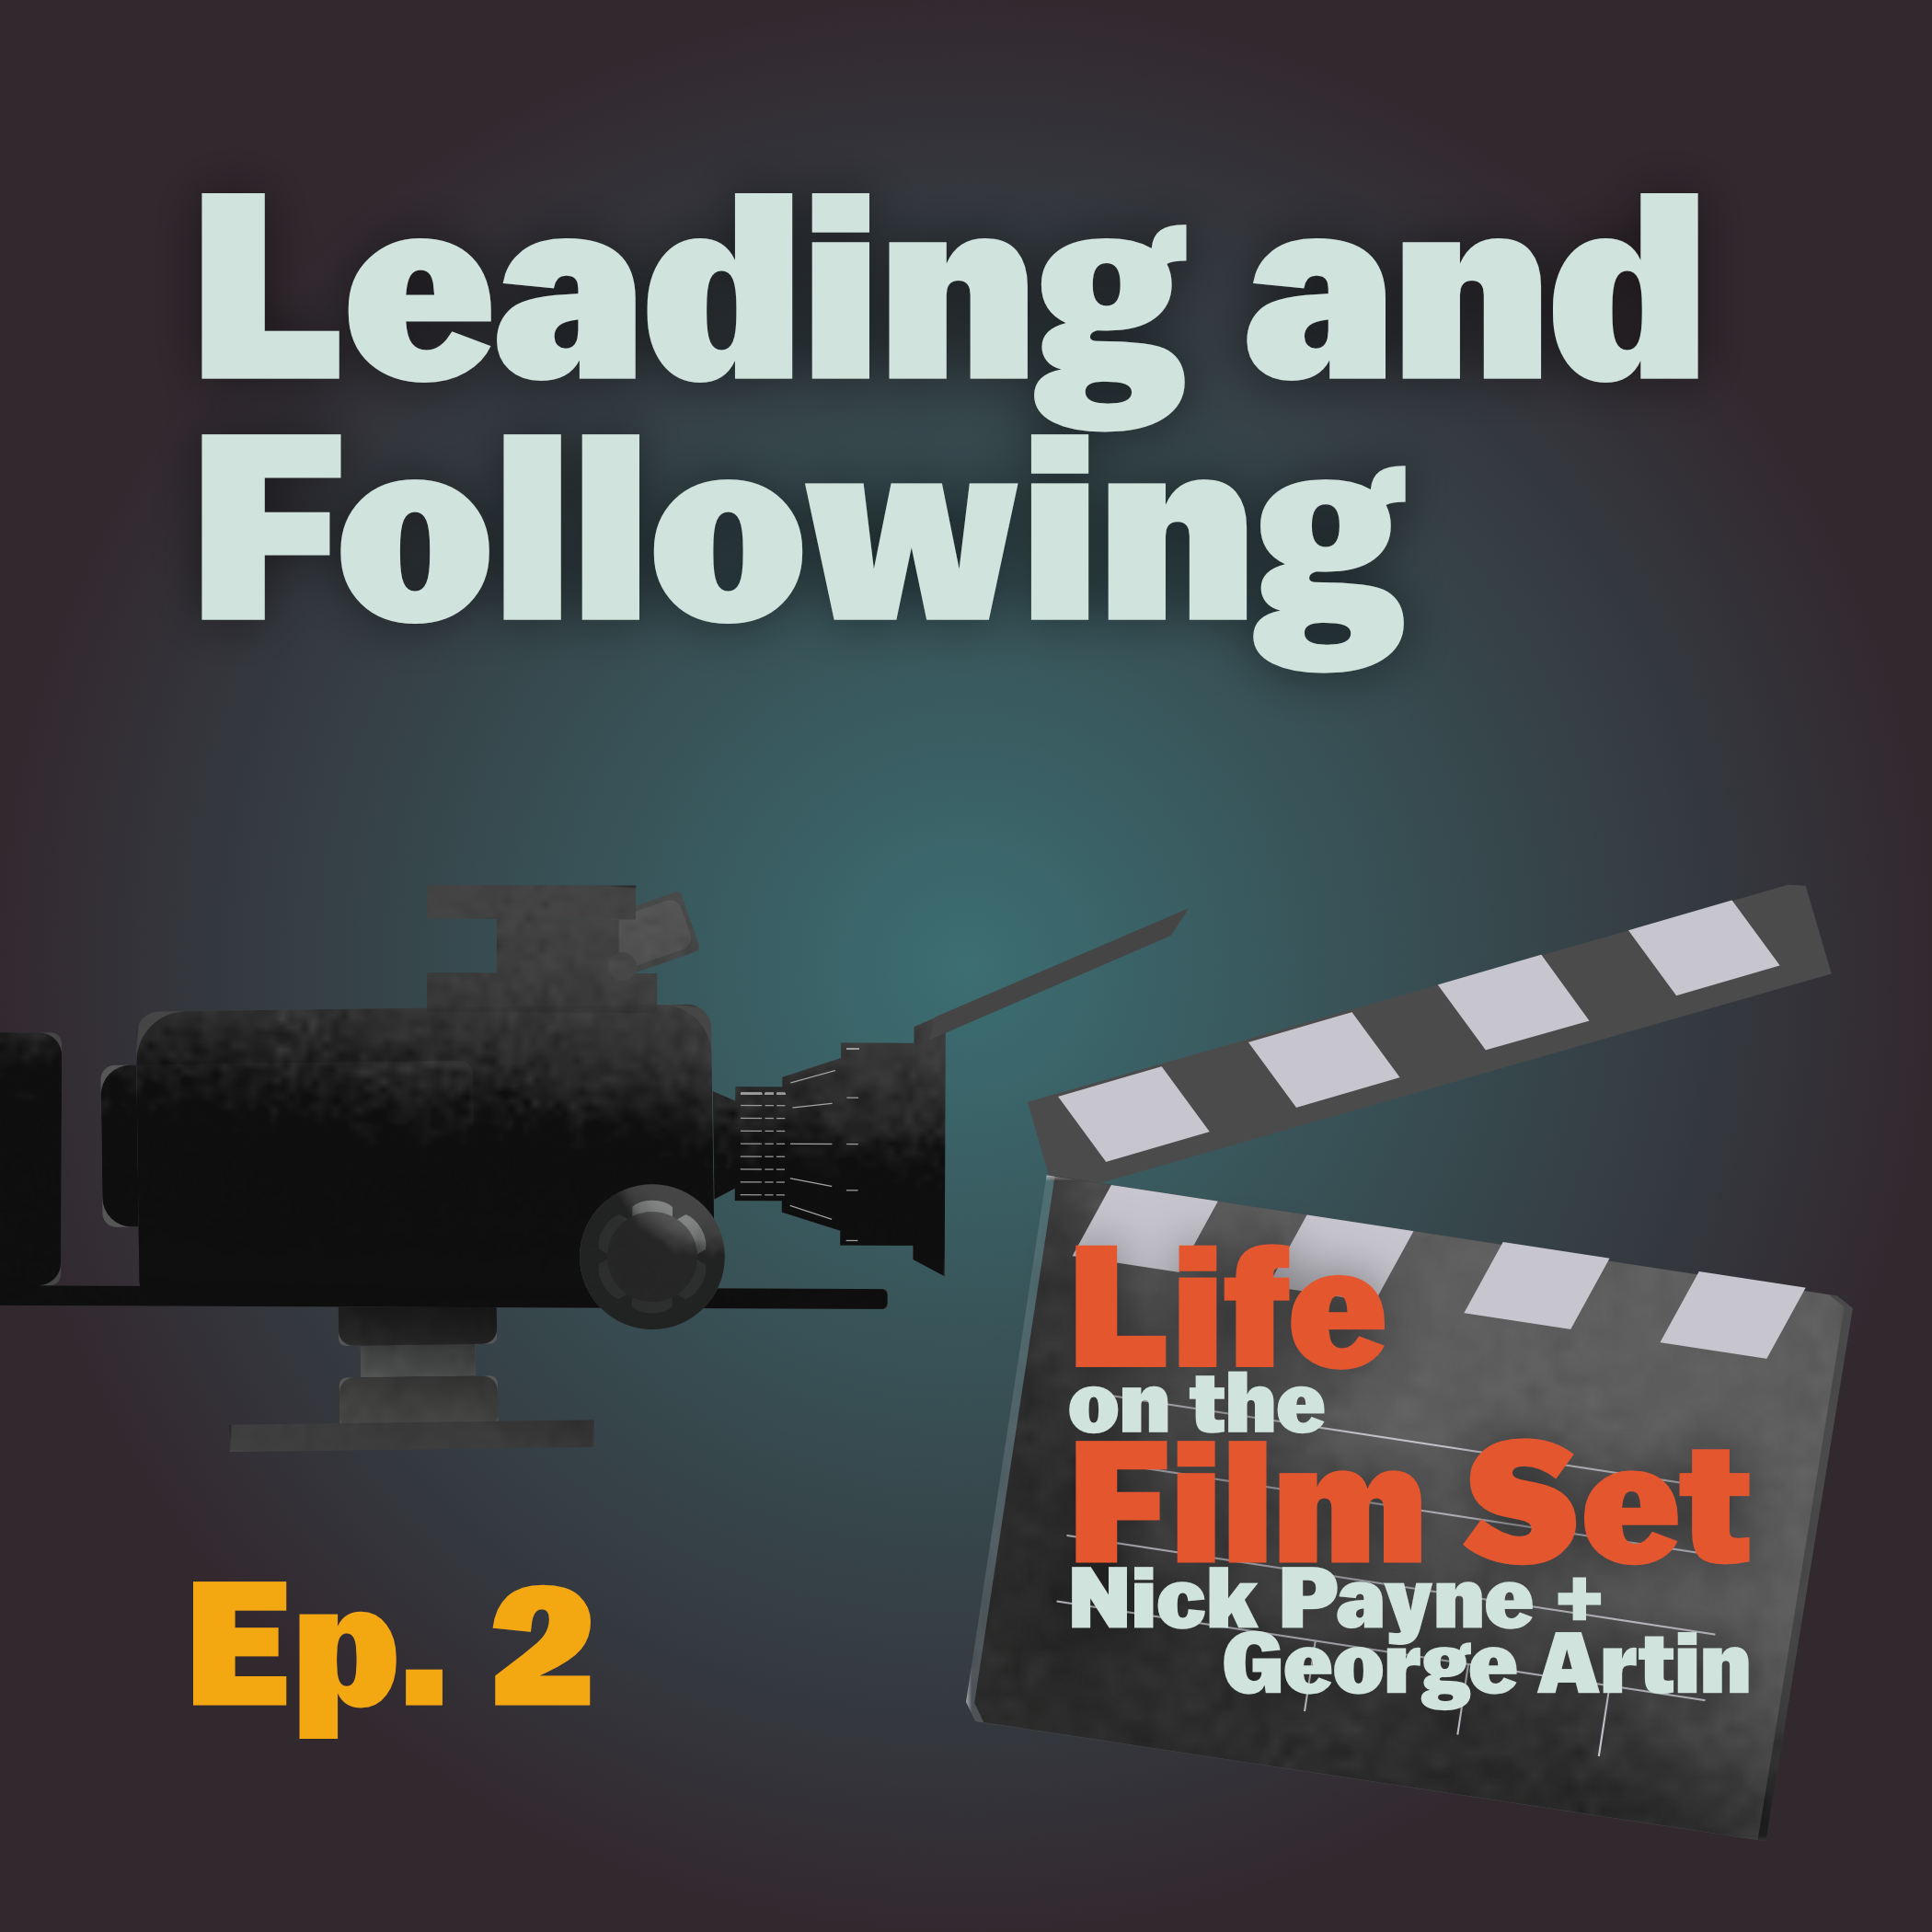 Leading and
Following
Life
on the
Film Set
Nick Payne +
George Artin
Ep. 2